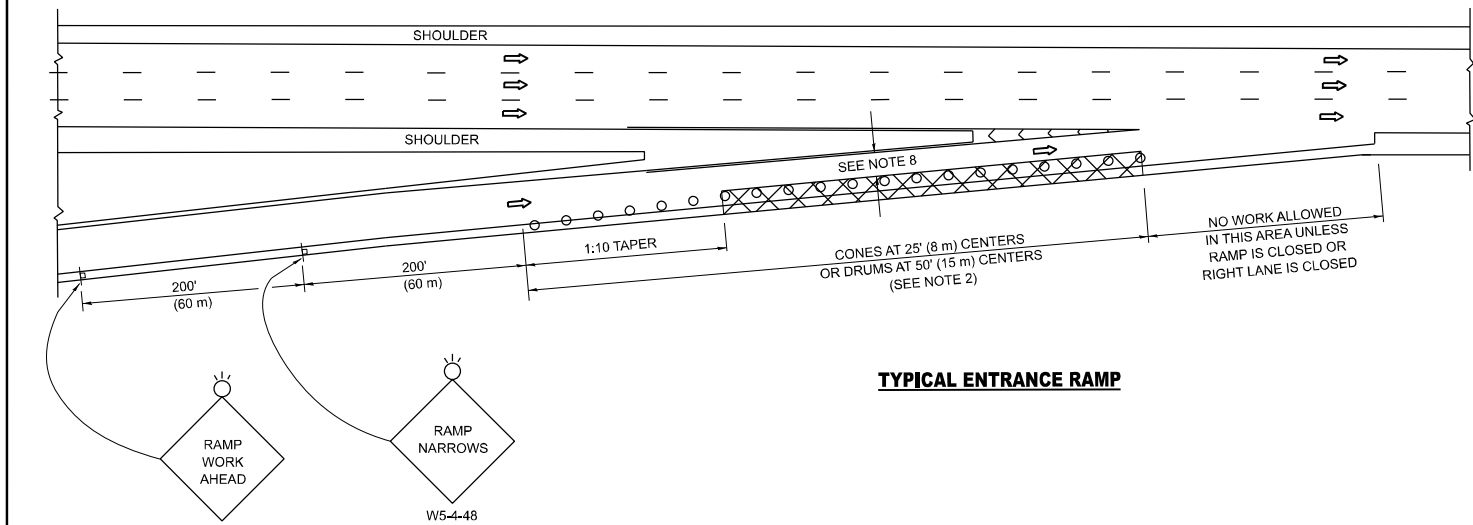 SHOULDER
SHOULDER
SEE NOTE 8
1:10 TAPER
200'
(60 m)
200'
(60 m)
CONES AT 25' (8 m) CENTERS
OR DRUMS AT 50' (15 m) CENTERS
(SEE NOTE 2)
NO WORK ALLOWED
IN THIS AREA UNLESS
RAMP IS CLOSED OR
RIGHT LANE IS CLOSED
TYPICAL ENTRANCE RAMP
RAMP
WORK
AHEAD
RAMP
NARROWS
W5-4-48